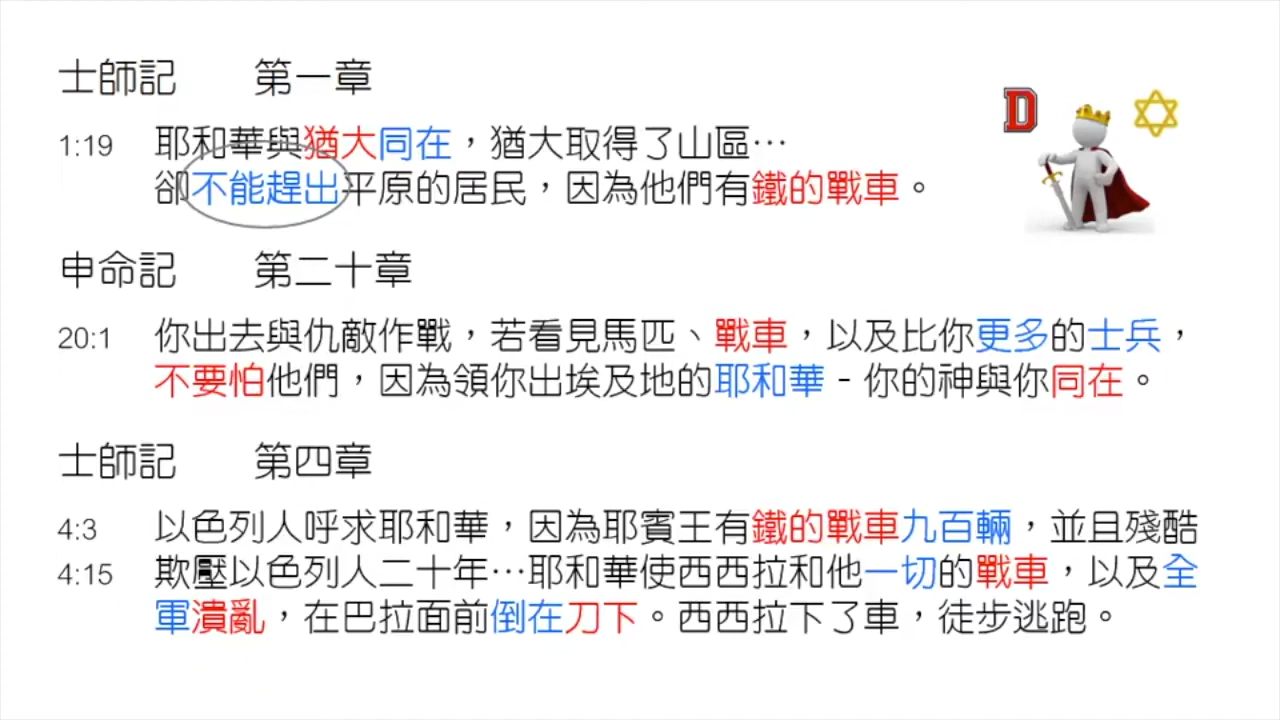 士師記 第一章
1:19 耶和華與猶大同在，猶大取得了山區…
卻不能趕出平原的居民，因為他們有鐵的戰車。
D
申命記 第二十章
20:1 你出去與仇敵作戰，若看見馬匹、戰車，以及比你更多的士兵，
不要怕他們，因為領你出埃及地的耶和華 - 你的神與你同在。
士師記 第四章
4:3 以色列人呼求耶和華，因為耶賓王有鐵的戰車九百輛，並且殘酷
4:15 欺壓以色列人二十年…耶和華使西西拉和他一切的戰車，以及全
軍潰亂，在巴拉面前倒在刀下。西西拉下了車，徒步逃跑。